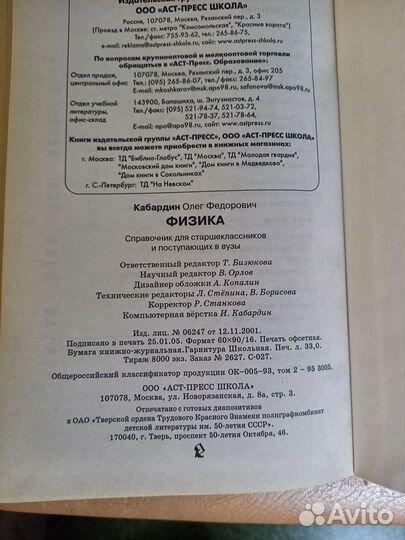 ООО «АСТ-ПРЕСС ШКОЛА»
Россия, 107078, Москва, Рязанский пер., д. 3
(Проезд в Москве: ст. метро "Комсомольская", "Красные ворота")
Тел./факс: 755-93-62, тел.: 265-86-75,
e-mail: reklama@astpress-shkola.ru, сайт: www.astpress.ru
По вопросам крупнооптовой и мелкооптовой торговли
обращаться в «АСТ-Пресс. Образование»:
Отдел продаж, центральный офис
107078, Москва, Рязанский пер., д. 3, офис 205
Тел.: (095) 265-86-07, тел./факс: (095) 265-84-97
E-mail: mkoshkarov@msk.apo98.ru, safonova@msk.apo98.ru
Отдел учебной литературы, офис-склад
143900, Балашиха, ш. Энтузиастов, д. 4
Тел./факс: (095) 521-94-74, 521-03-72,
521-78-37, 521-78-64,
e-mail: apo@apo98.ru, сайт: www.apo98.ru
Книги издательской группы «АСТ-ПРЕСС», ООО «АСТ-ПРЕСС ШКОЛА»
вы всегда можете приобрести в книжных магазинах:
г. Москва: ТД "Библио-Глобус", ТД "Москва", ТД "Молодая гвардия",
"Московский дом книги", "Дом книги в Медведково",
"Дом книги в Сокольниках"
г. С.-Петербург: ТД "На Невском"
Кабардин Олег Федорович
ФИЗИКА
Справочник для старшеклассников
и поступающих в вузы
Ответственный редактор Т. Бизюкова
Научный редактор В. Орлов
Дизайнер обложки А. Копалин
Технические редакторы Л. Стёпина, В. Борисова
Корректор Р. Станкова
Компьютерная вёрстка И. Кабардин
Изд. лиц. № 06247 от 12.11.2001.
Подписано в печать 25.01.05. Формат 60×90/16. Печать офсетная.
Бумага книжно-журнальная. Гарнитура Школьная. П. л. 33,0.
Тираж 8000 экз. Заказ № 2627. С-027.
Общероссийский классификатор продукции ОК-005-93, том 2 - 95 3005.
ООО «АСТ-ПРЕСС ШКОЛА»
107078, Москва, ул. Новорязанская, д. 8а, стр. 3.
Отпечатано с готовых диапозитивов
в ОАО «Тверской ордена Трудового Красного Знамени полиграфкомбинат
детской литературы им. 50-летия СССР».
170040, г. Тверь, проспект 50-летия Октября, 46.
Avito